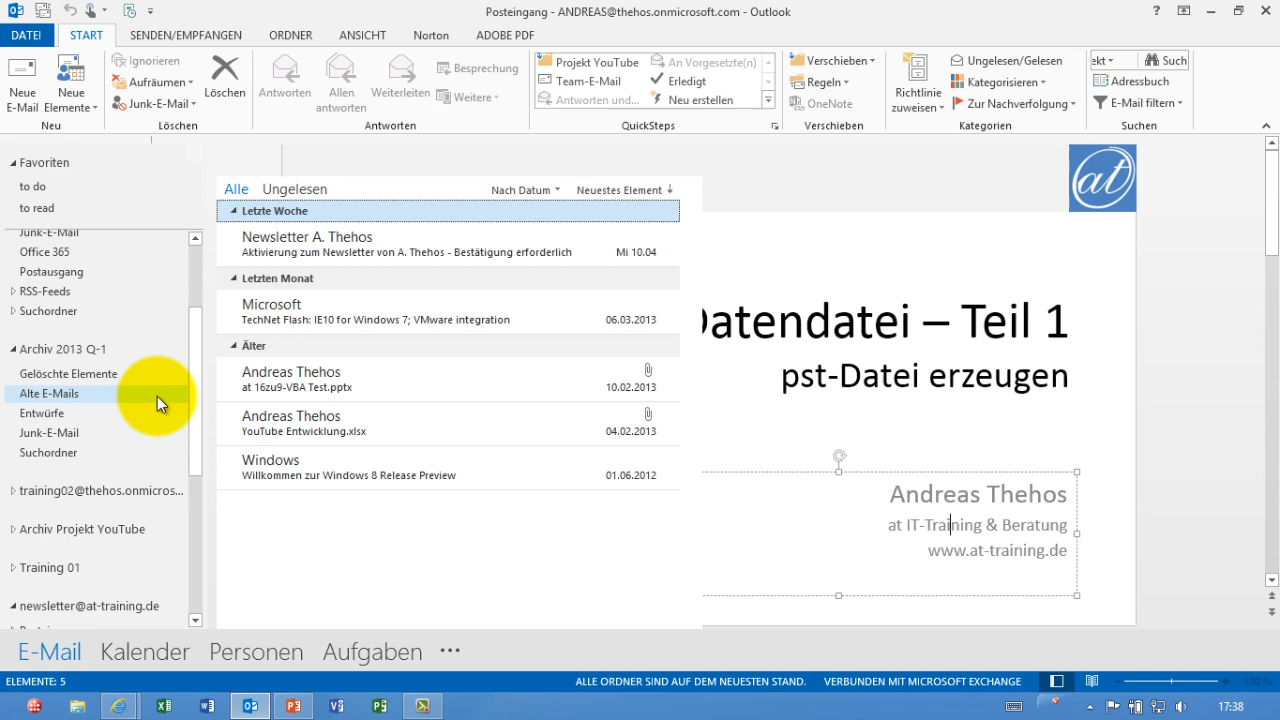 Posteingang - ANDREAS@thehos.onmicrosoft.com - Outlook
DATEI START SENDEN/EMPFANGEN ORDNER ANSICHT Norton ADOBE PDF
Neue E-Mail
Neue Elemente
Neu
Ignorieren
Aufräumen
Junk-E-Mail
Löschen
Löschen
Antworten
Allen antworten
Weiterleiten
Besprechung
Weitere
Antworten
Projekt YouTube
Team-E-Mail
Antworten und...
An Vorgesetzte(n)
Erledigt
Neu erstellen
QuickSteps
Verschieben
Regeln
OneNote
Verschieben
Richtlinie zuweisen
Ungelesen/Gelesen
Kategorisieren
Zur Nachverfolgung
Kategorien
kt Such
Adressbuch
E-Mail filtern
Suchen
Favoriten
to do
to read
Junk-E-Mail
Office 365
Postausgang
RSS-Feeds
Suchordner
Archiv 2013 Q-1
Gelöschte Elemente
Alte E-Mails
Entwürfe
Junk-E-Mail
Suchordner
training02@thehos.onmicros...
Archiv Projekt YouTube
Training 01
newsletter@at-training.de
Alle Ungelesen Nach Datum Neuestes Element
Letzte Woche
Newsletter A. Thehos
Aktivierung zum Newsletter von A. Thehos - Bestätigung erforderlich Mi 10.04
Letzten Monat
Microsoft
TechNet Flash: IE10 for Windows 7; VMware integration 06.03.2013
Älter
Andreas Thehos
at 16zu9-VBA Test.pptx 10.02.2013
Andreas Thehos
YouTube Entwicklung.xlsx 04.02.2013
Windows
Willkommen zur Windows 8 Release Preview 01.06.2012
at
Datendatei – Teil 1
pst-Datei erzeugen
Andreas Thehos
at IT-Training & Beratung
www.at-training.de
E-Mail Kalender Personen Aufgaben
ELEMENTE: 5 ALLE ORDNER SIND AUF DEM NEUESTEN STAND. VERBUNDEN MIT MICROSOFT EXCHANGE 100 %
17:38